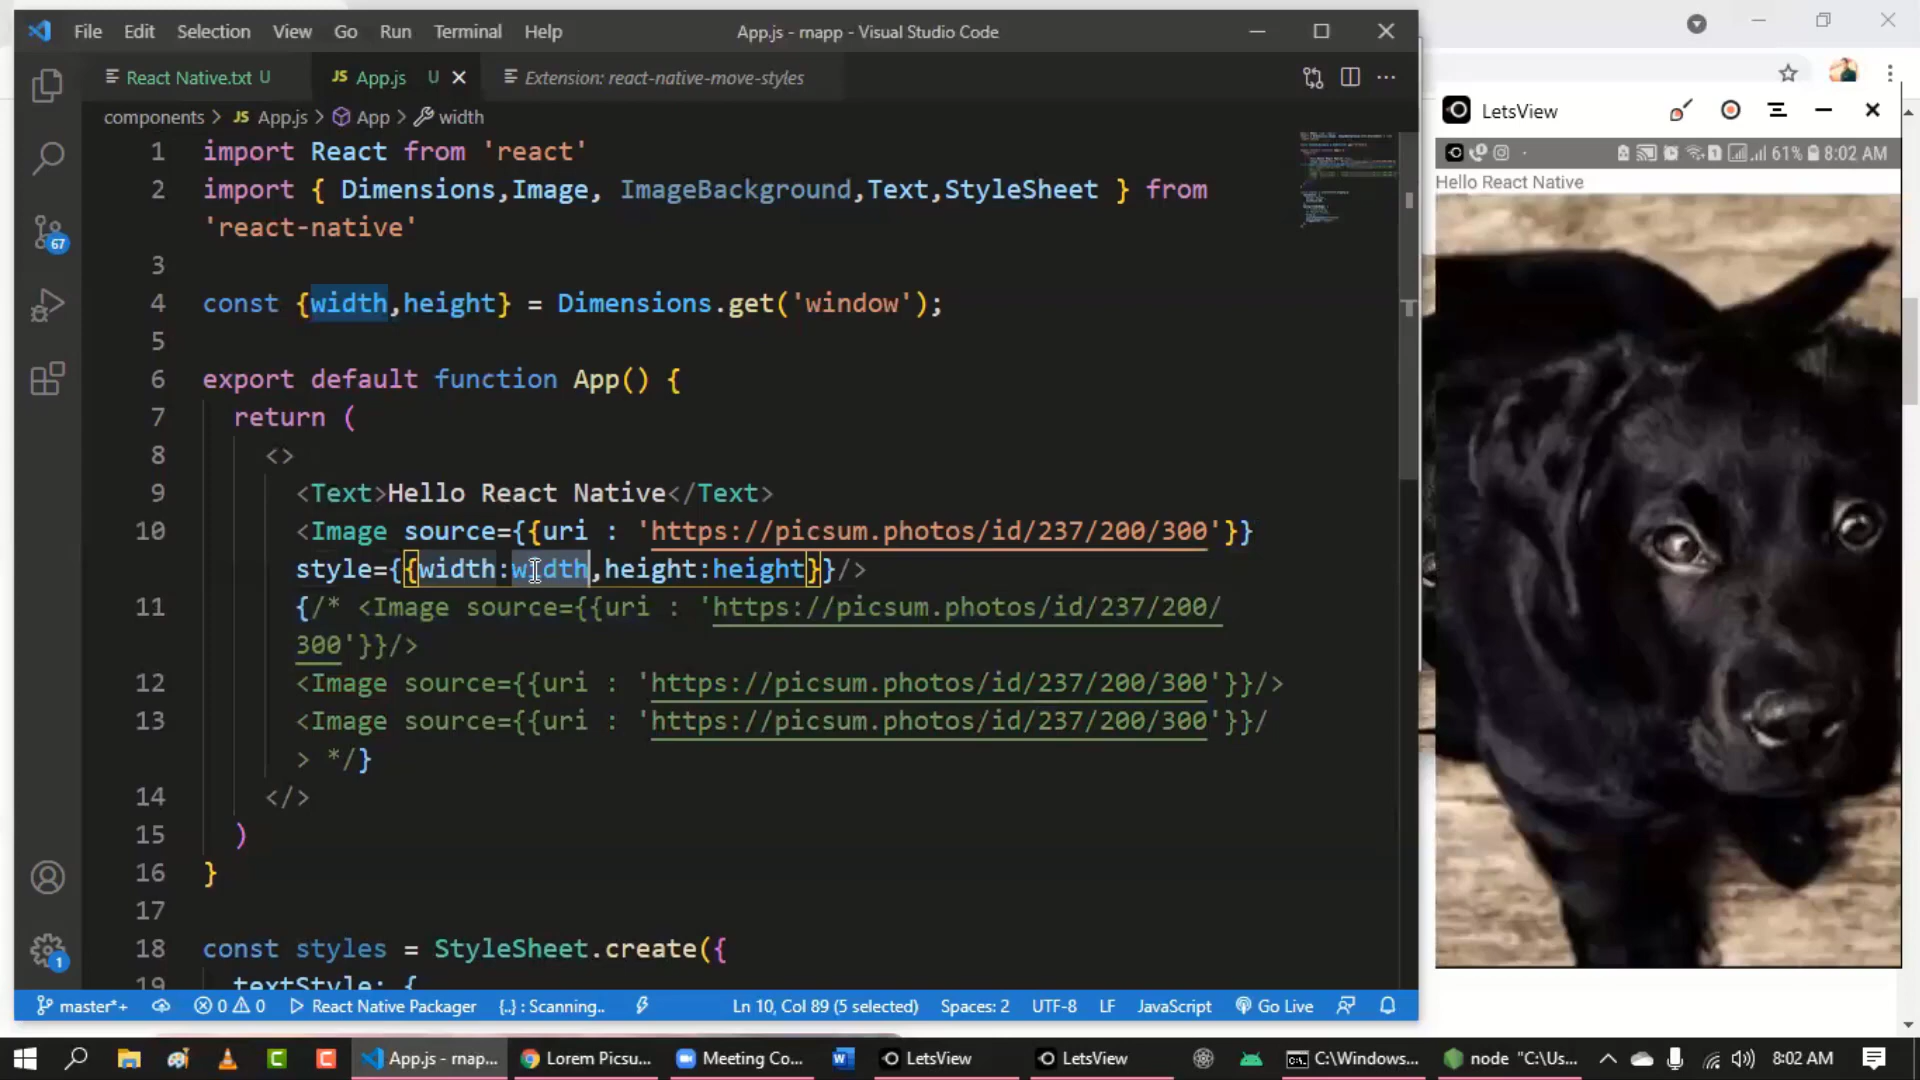 File Edit Selection View Go Run Terminal Help App.js - rnapp - Visual Studio Code
React Native.txt U JS App.js U Extension: react-native-move-styles
components > JS App.js > App > width
1 import React from 'react'
2 import { Dimensions,Image, ImageBackground,Text,StyleSheet } from
'react-native'
3
4 const {width,height} = Dimensions.get('window');
5
6 export default function App() {
7 return (
8 <>
9 <Text>Hello React Native</Text>
10 <Image source={{uri : 'https://picsum.photos/id/237/200/300'}}
style={{width:width,height:height}}/>
11 {/* <Image source={{uri : 'https://picsum.photos/id/237/200/
300'}}/>
12 <Image source={{uri : 'https://picsum.photos/id/237/200/300'}}/>
13 <Image source={{uri : 'https://picsum.photos/id/237/200/300'}}/
> */}
14 </>
15 )
16 }
17
18 const styles = StyleSheet.create({
19 textStyle: {
67
1
master*+ 0 0 React Native Packager {..} : Scanning.. Ln 10, Col 89 (5 selected) Spaces: 2 UTF-8 LF JavaScript Go Live
LetsView
61% 8:02 AM
Hello React Native
App.js - rnap... Lorem Picsu... Meeting Co... LetsView LetsView C:\Windows... node "C:\Us... 8:02 AM